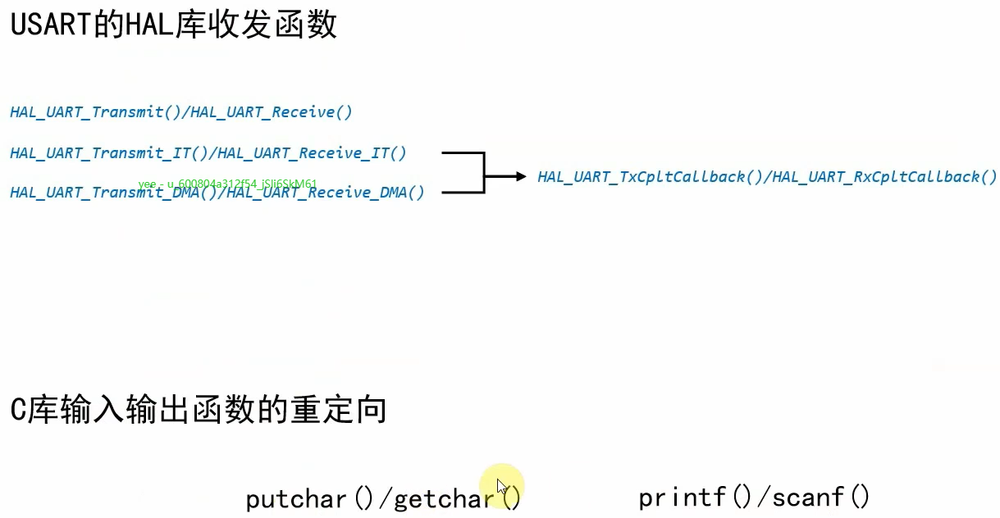 USART的HAL库收发函数
HAL_UART_Transmit()/HAL_UART_Receive()
HAL_UART_Transmit_IT()/HAL_UART_Receive_IT()
HAL_UART_Transmit_DMA()/HAL_UART_Receive_DMA()
HAL_UART_TxCpltCallback()/HAL_UART_RxCpltCallback()
C库输入输出函数的重定向
putchar()/getchar()
printf()/scanf()